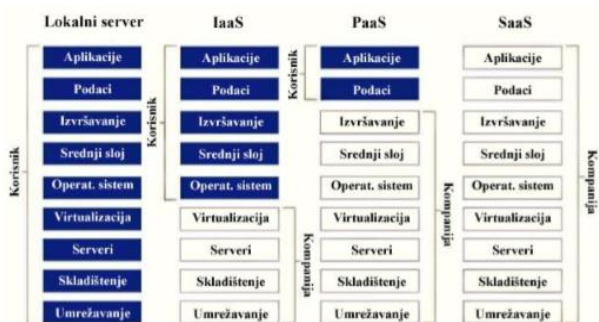 Lokalni server IaaS PaaS SaaS
Aplikacije Aplikacije Aplikacije Aplikacije
Podaci Podaci Podaci Podaci
Izvršavanje Izvršavanje Izvršavanje Izvršavanje
Srednji sloj Srednji sloj Srednji sloj Srednji sloj
Operat. sistem Operat. sistem Operat. sistem Operat. sistem
Virtualizacija Virtualizacija Virtualizacija Virtualizacija
Serveri Serveri Serveri Serveri
Skladištenje Skladištenje Skladištenje Skladištenje
Umrežavanje Umrežavanje Umrežavanje Umrežavanje
Korisnik
Korisnik
Kompanija
Korisnik
Kompanija
Kompanija